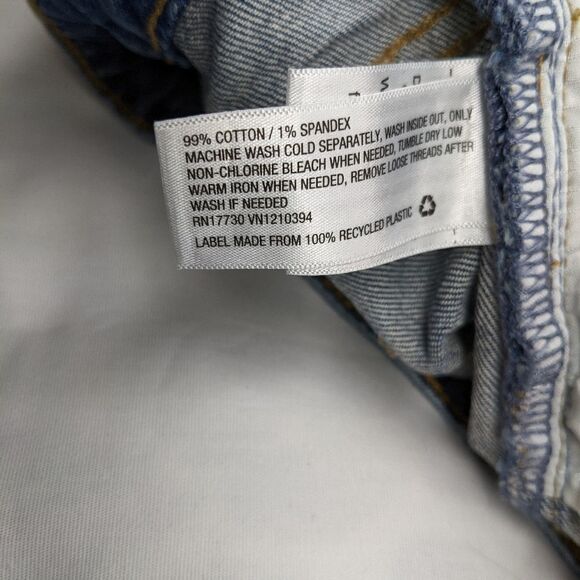 99% COTTON / 1% SPANDEX
MACHINE WASH COLD SEPARATELY, WASH INSIDE OUT, ONLY
NON-CHLORINE BLEACH WHEN NEEDED, TUMBLE DRY LOW
WARM IRON WHEN NEEDED, REMOVE LOOSE THREADS AFTER
WASH IF NEEDED
RN17730 VN1210394
LABEL MADE FROM 100% RECYCLED PLASTIC